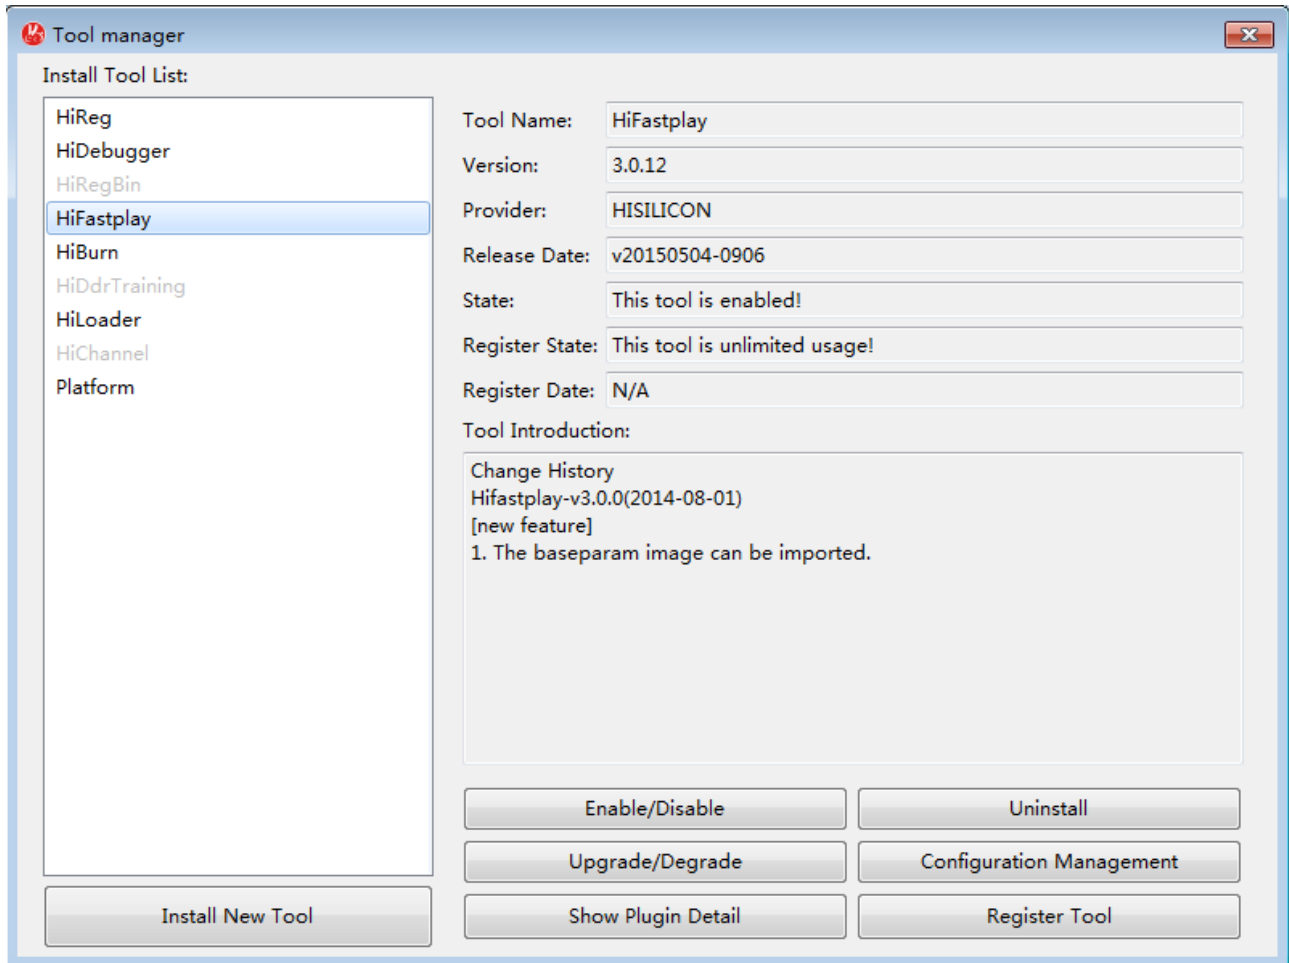 Tool manager
Install Tool List:
HiReg
HiDebugger
HiRegBin
HiFastplay
HiBurn
HiDdrTraining
HiLoader
HiChannel
Platform
Install New Tool
Tool Name: HiFastplay
Version: 3.0.12
Provider: HISILICON
Release Date: v20150504-0906
State: This tool is enabled!
Register State: This tool is unlimited usage!
Register Date: N/A
Tool Introduction:
Change History
Hifastplay-v3.0.0(2014-08-01)
[new feature]
1. The baseparam image can be imported.
Enable/Disable Uninstall
Upgrade/Degrade Configuration Management
Show Plugin Detail Register Tool